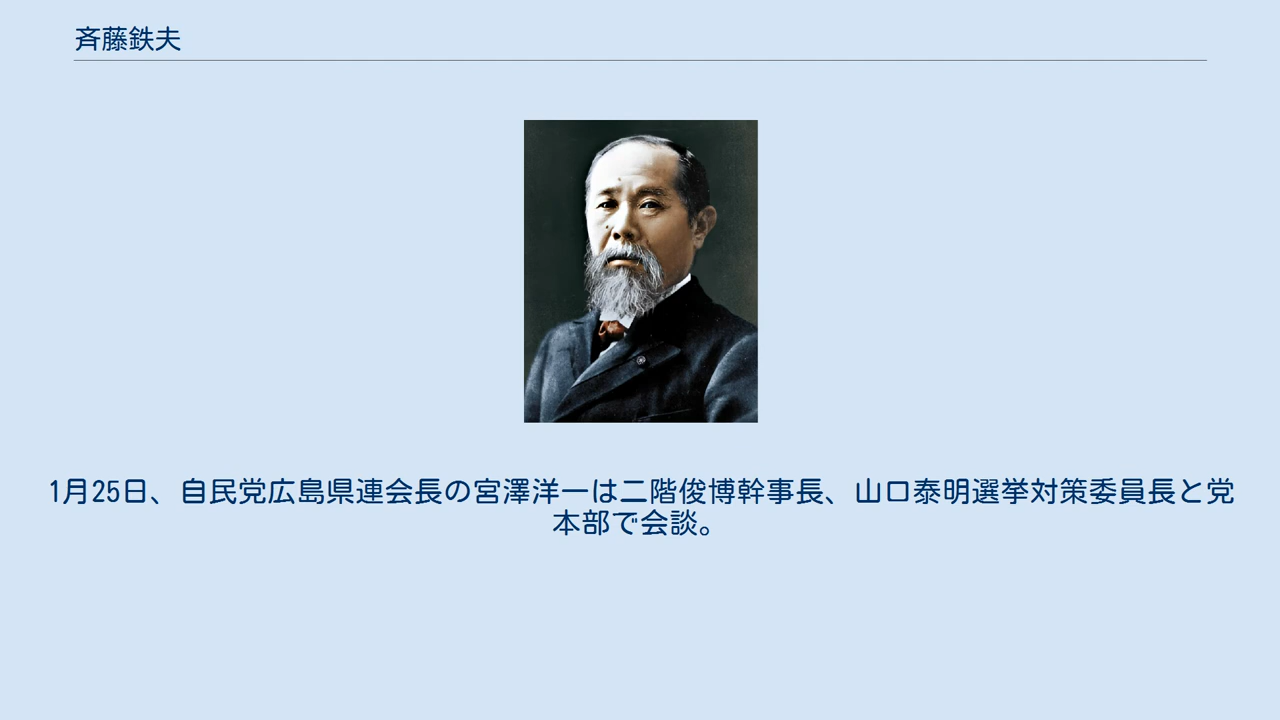 斉藤鉄夫
1月25日、自民党広島県連会長の宮澤洋一は二階俊博幹事長、山口泰明選挙対策委員長と党
本部で会談。